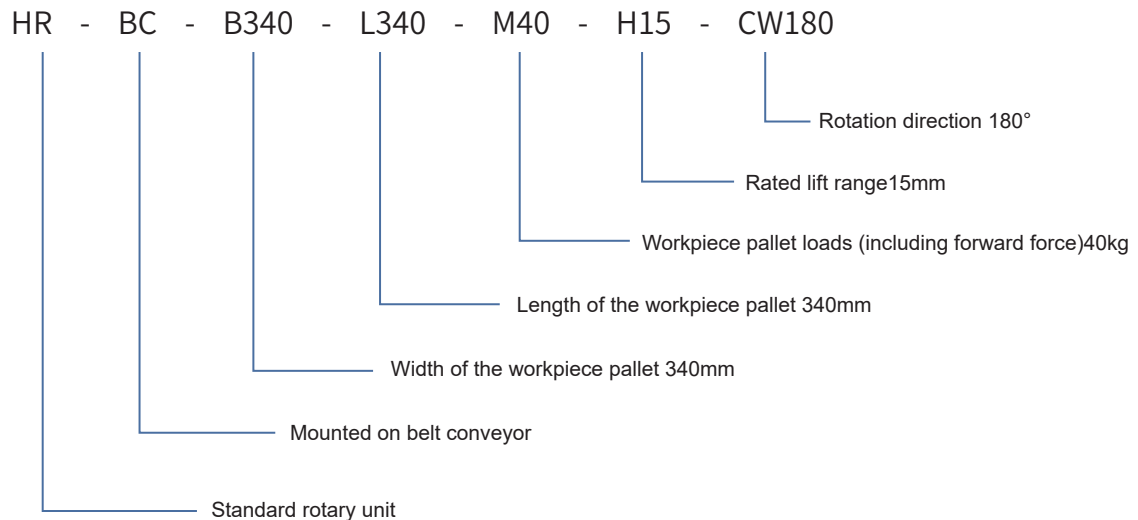 HR - BC - B340 - L340 - M40 - H15 - CW180
Rotation direction 180°
Rated lift range15mm
Workpiece pallet loads (including forward force)40kg
Length of the workpiece pallet 340mm
Width of the workpiece pallet 340mm
Mounted on belt conveyor
Standard rotary unit